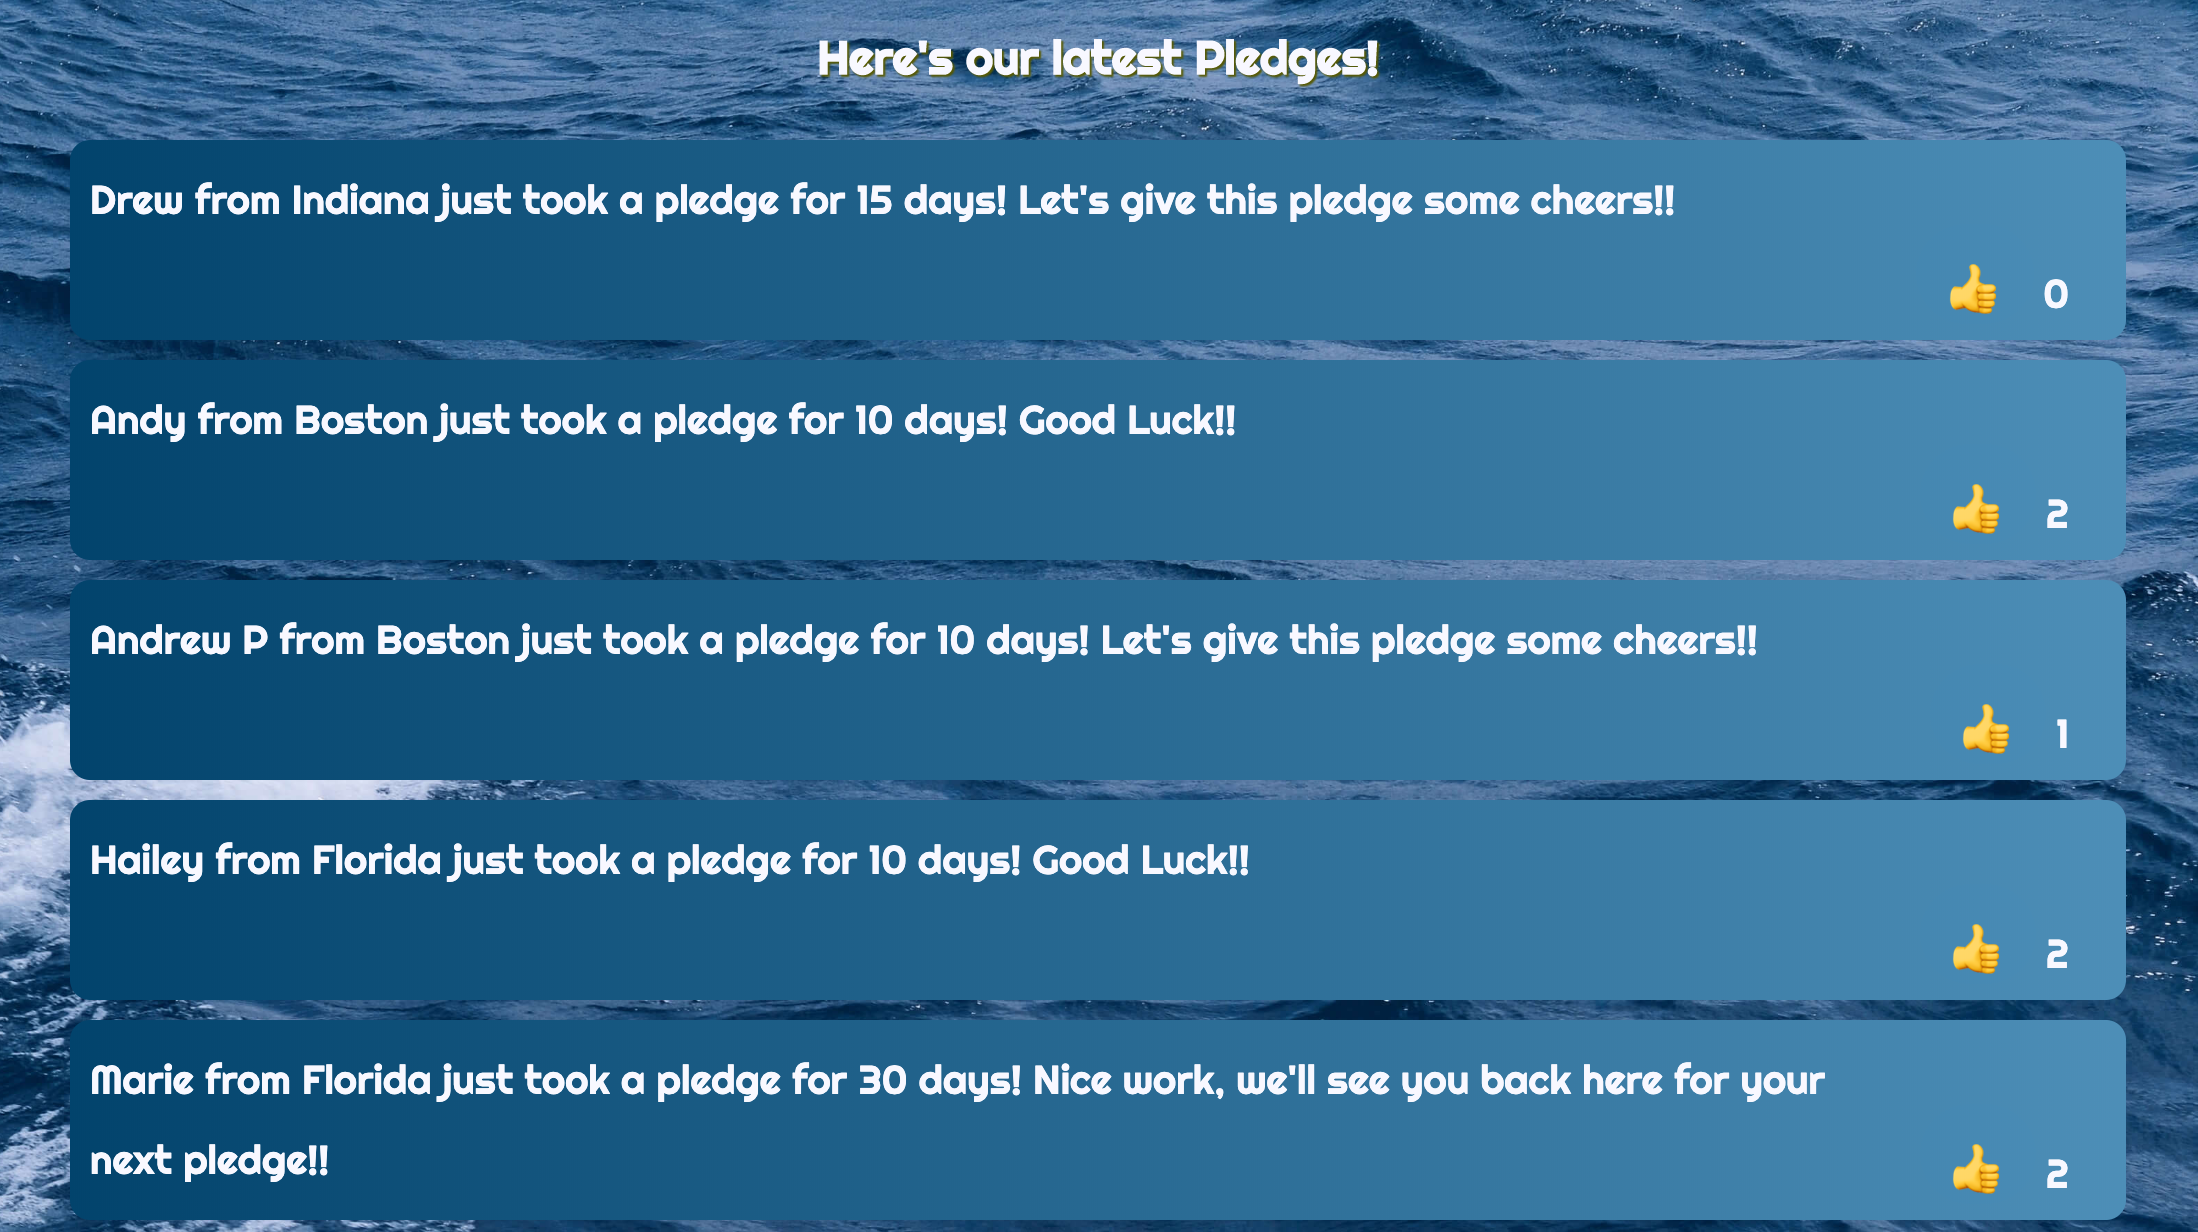 Here's our latest Pledges!
Drew from Indiana just took a pledge for 15 days! Let's give this pledge some cheers!!
👍 0
Andy from Boston just took a pledge for 10 days! Good Luck!!
👍 2
Andrew P from Boston just took a pledge for 10 days! Let's give this pledge some cheers!!
👍 1
Hailey from Florida just took a pledge for 10 days! Good Luck!!
👍 2
Marie from Florida just took a pledge for 30 days! Nice work, we'll see you back here for your
next pledge!!
👍 2